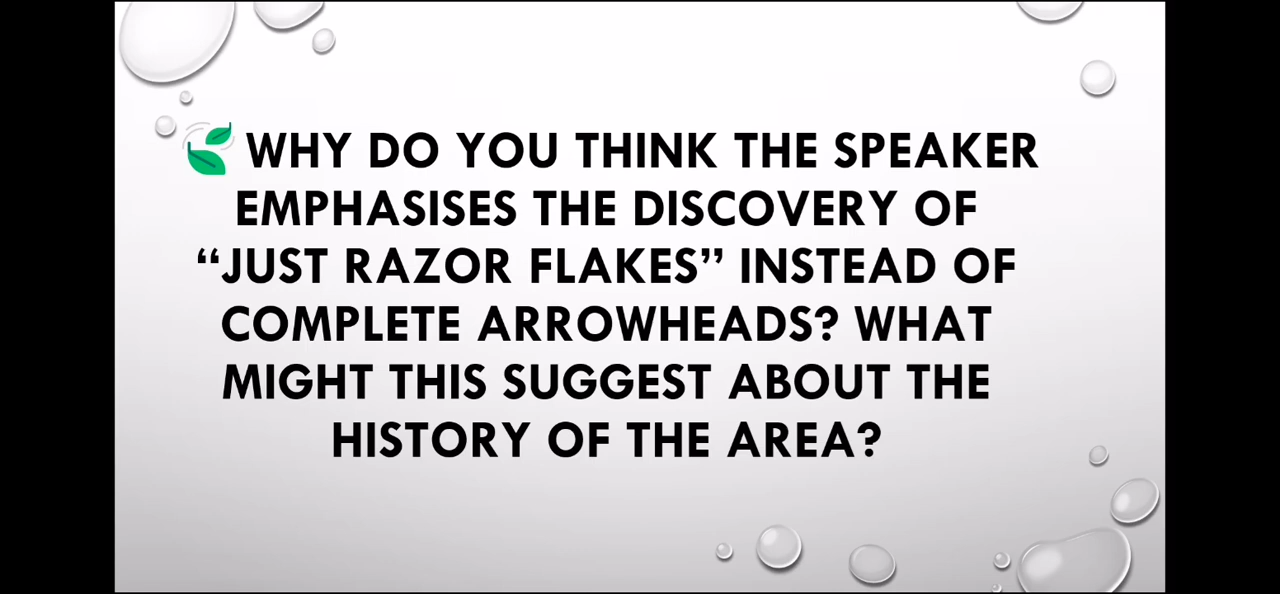 WHY DO YOU THINK THE SPEAKER
EMPHASISES THE DISCOVERY OF
“JUST RAZOR FLAKES” INSTEAD OF
COMPLETE ARROWHEADS? WHAT
MIGHT THIS SUGGEST ABOUT THE
HISTORY OF THE AREA?